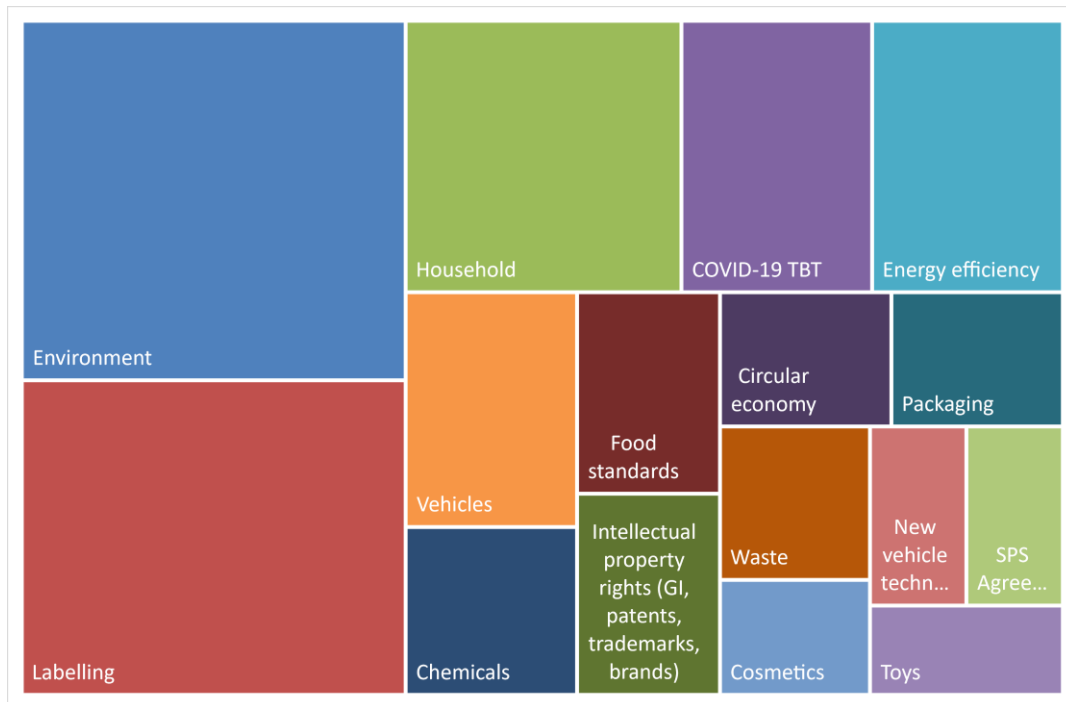 Environment
Labelling
Household
COVID-19 TBT
Energy efficiency
Vehicles
Chemicals
Food
standards
Intellectual
property
rights (GI,
patents,
trademarks,
brands)
Circular
economy
Packaging
Waste
Cosmetics
New
vehicle
techn...
SPS
Agree...
Toys